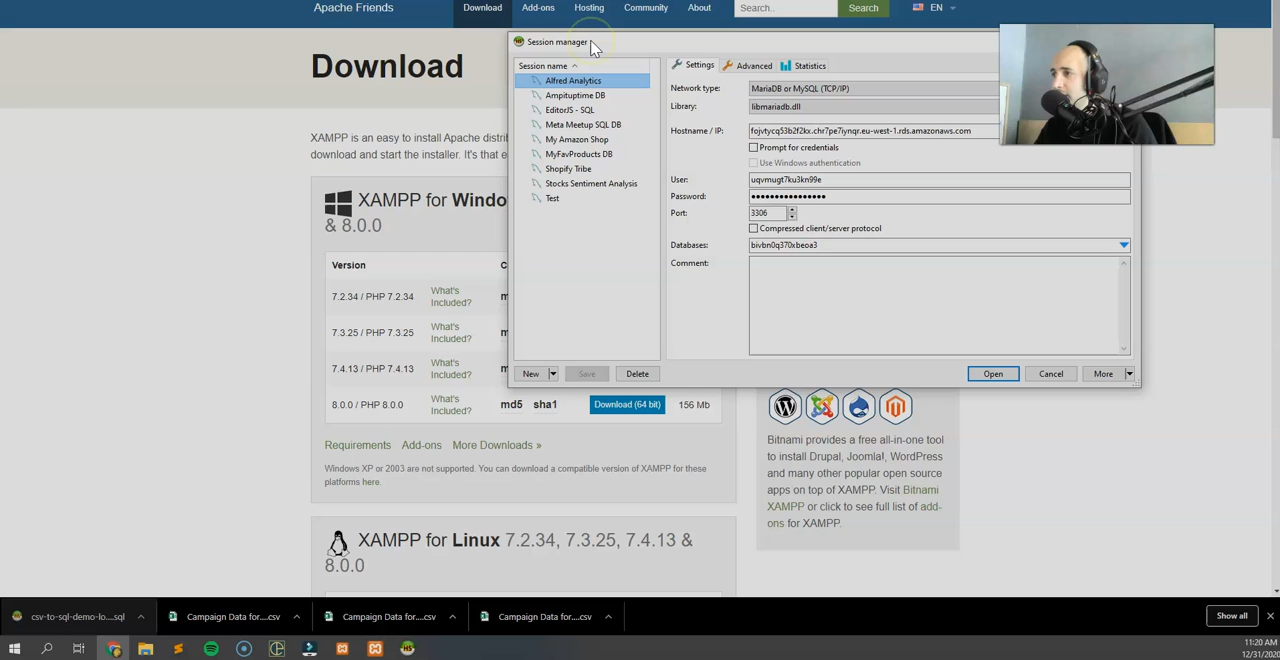 Apache Friends
Download
Add-ons
Hosting
Community
About
Search..
Search
EN
Download
XAMPP is an easy to install Apache distri
download and start the installer. It's that e
XAMPP for Windo
& 8.0.0
Version
7.2.34 / PHP 7.2.34
What's
Included?
7.3.25 / PHP 7.3.25
What's
Included?
7.4.13 / PHP 7.4.13
What's
Included?
8.0.0 / PHP 8.0.0
What's
Included?
md5
sha1
Download (64 bit)
156 Mb
Requirements
Add-ons
More Downloads »
Windows XP or 2003 are not supported. You can download a compatible version of XAMPP for these
platforms here.
XAMPP for Linux 7.2.34, 7.3.25, 7.4.13 &
8.0.0
Bitnami provides a free all-in-one tool
to install Drupal, Joomla!, WordPress
and many other popular open source
apps on top of XAMPP. Visit Bitnami
XAMPP or click to see full list of add-
ons for XAMPP.
Session manager
Session name
Alfred Analytics
Ampituptime DB
EditorJS - SQL
Meta Meetup SQL DB
My Amazon Shop
MyFavProducts DB
Shopify Tribe
Stocks Sentiment Analysis
Test
New
Save
Delete
Settings
Advanced
Statistics
Network type:
MariaDB or MySQL (TCP/IP)
Library:
libmariadb.dll
Hostname / IP:
fojvtycq53b2f2kx.chr7pe7iynqr.eu-west-1.rds.amazonaws.com
Prompt for credentials
Use Windows authentication
User:
uqvmugt7ku3kn99e
Password:
Port:
3306
Compressed client/server protocol
Databases:
bivbn0q370xbeoa3
Comment:
Open
Cancel
More
csv-to-sql-demo-lo....sql
Campaign Data for....csv
Campaign Data for....csv
Campaign Data for....csv
Show all
11:20 AM
12/31/2020